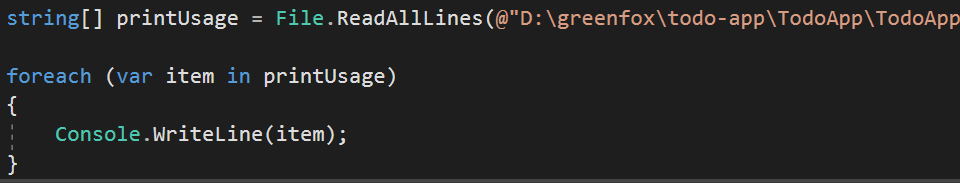 string[] printUsage = File.ReadAllLines(@"D:\greenfox\todo-app\TodoApp\TodoApp
foreach (var item in printUsage)
{
Console.WriteLine(item);
}